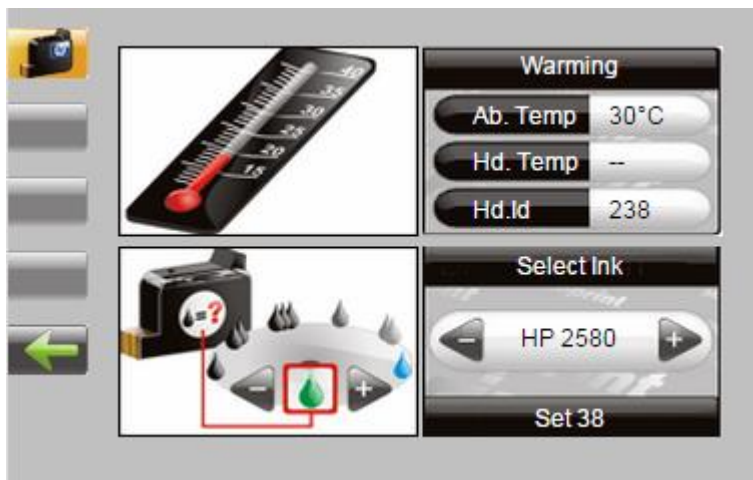 40
35
30
25
20
15
Warming
Ab. Temp 30°C
Hd. Temp --
Hd.Id 238
=?
Select Ink
− HP 2580 +
− +
Set 38